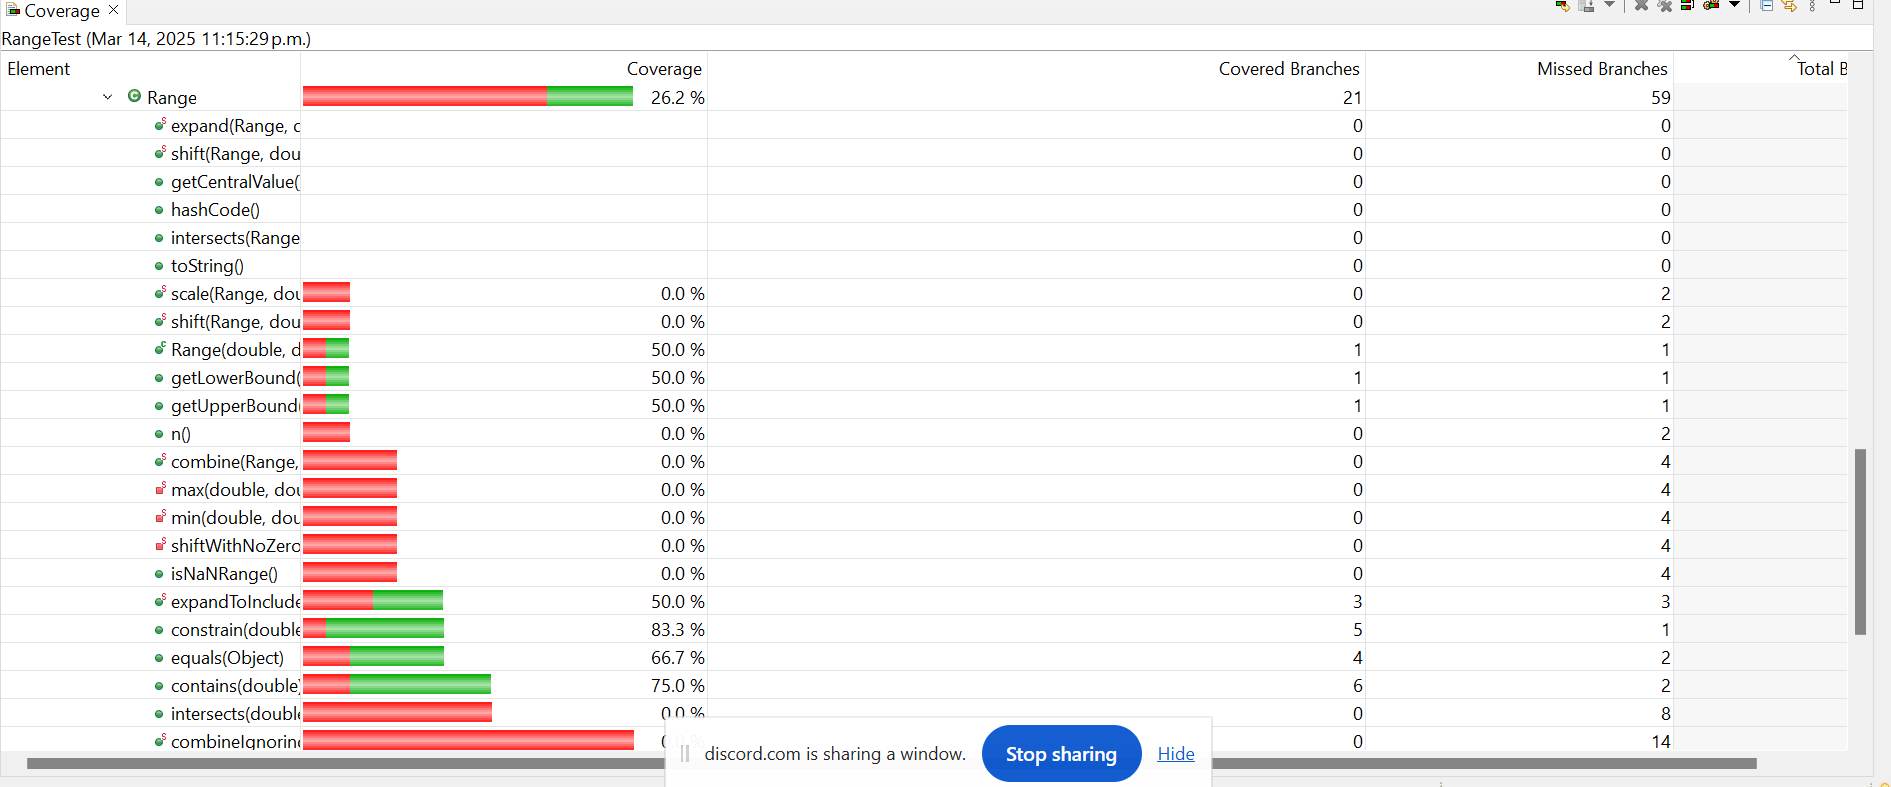 Coverage
RangeTest (Mar 14, 2025 11:15:29 p.m.)
Element Coverage Covered Branches Missed Branches Total B
Range 26.2 % 21 59
expand(Range, 0 0
shift(Range, dou 0 0
getCentralValue( 0 0
hashCode() 0 0
intersects(Range 0 0
toString() 0 0
scale(Range, dou 0.0 % 0 2
shift(Range, dou 0.0 % 0 2
Range(double, d 50.0 % 1 1
getLowerBound( 50.0 % 1 1
getUpperBound 50.0 % 1 1
n() 0.0 % 0 2
combine(Range, 0.0 % 0 4
max(double, dou 0.0 % 0 4
min(double, dou 0.0 % 0 4
shiftWithNoZero 0.0 % 0 4
isNaNRange() 0.0 % 0 4
expandToInclude 50.0 % 3 3
constrain(double 83.3 % 5 1
equals(Object) 66.7 % 4 2
contains(double) 75.0 % 6 2
intersects(double 0.0 % 0 8
combineIgnoring 0 14
discord.com is sharing a window. Stop sharing Hide